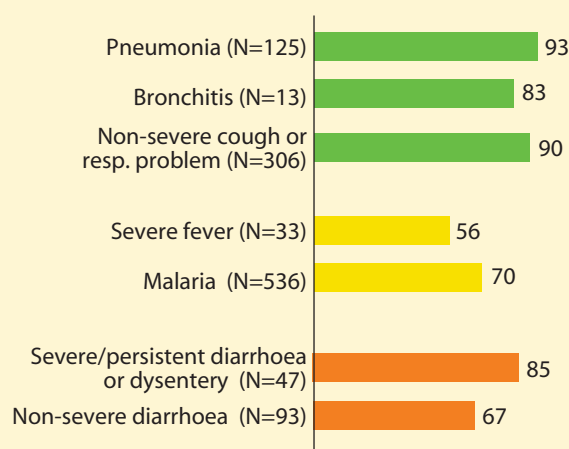 Pneumonia (N=125) 93
Bronchitis (N=13) 83
Non-severe cough or
resp. problem (N=306) 90
Severe fever (N=33) 56
Malaria (N=536) 70
Severe/persistent diarrhoea
or dysentery (N=47) 85
Non-severe diarrhoea (N=93) 67